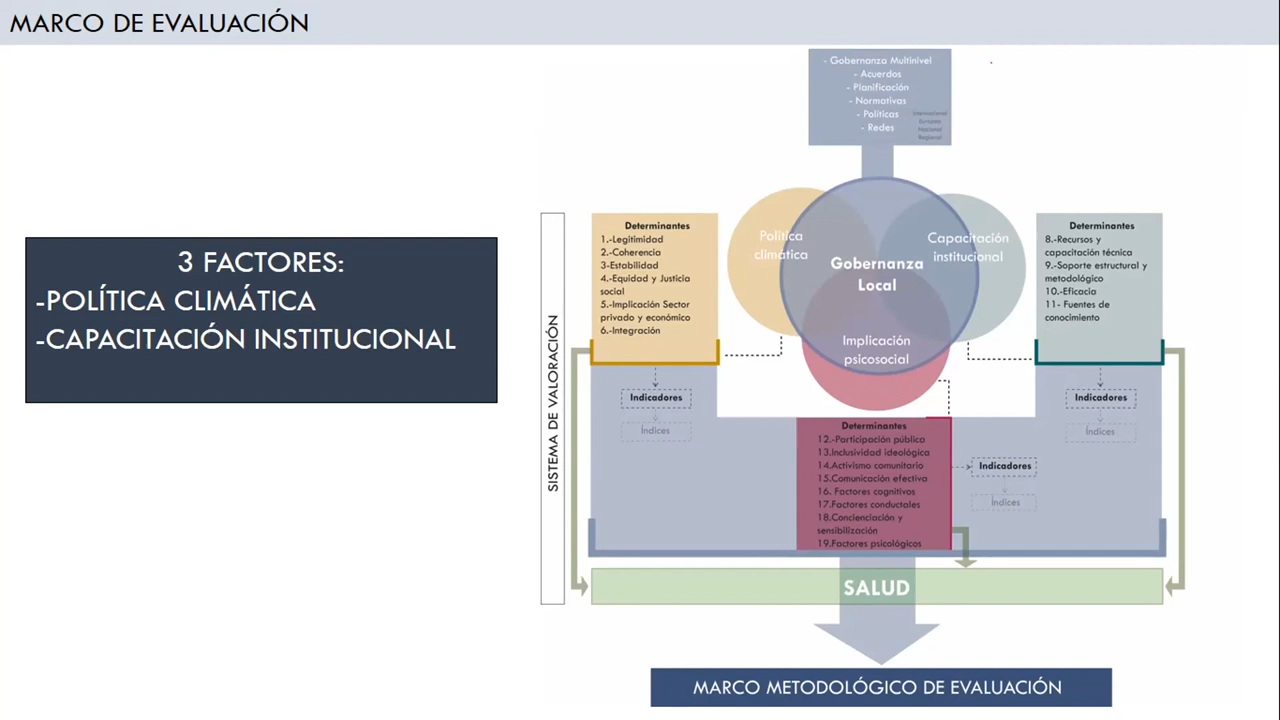 MARCO DE EVALUACIÓN
3 FACTORES:
-POLÍTICA CLIMÁTICA
-CAPACITACIÓN INSTITUCIONAL
- Gobernanza Multinivel
- Acuerdos
- Planificación
- Normativas
- Políticas
- Redes
Internacional
Europeo
Nacional
Regional
Política
climática
Capacitación
institucional
Gobernanza
Local
Implicación
psicosocial
SISTEMA DE VALORACIÓN
Determinantes
1.-Legitimidad
2.-Coherencia
3-Estabilidad
4.-Equidad y Justicia
social
5.-Implicación Sector
privado y económico
6.-Integración
Indicadores
Índices
Determinantes
8.-Recursos y
capacitación técnica
9.-Soporte estructural y
metodológico
10.-Eficacia
11- Fuentes de
conocimiento
Indicadores
Índices
Determinantes
12.-Participación pública
13.Inclusividad ideológica
14.Activismo comunitario
15.Comunicación efectiva
16. Factores cognitivos
17.Factores conductales
18.Concienciación y
sensibilización
19.Factores psicológicos
Indicadores
Índices
SALUD
MARCO METODOLÓGICO DE EVALUACIÓN